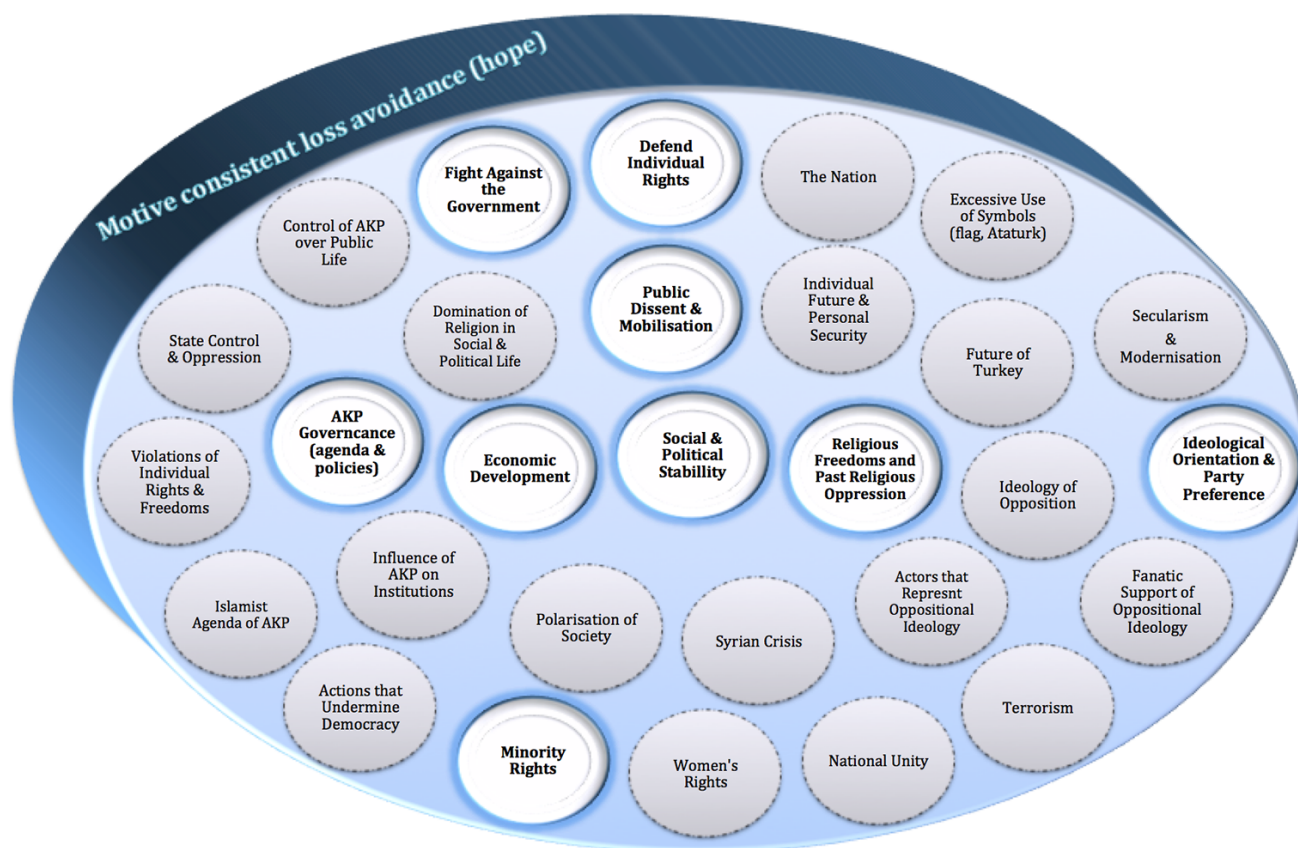 Motive consistent loss avoidance (hope)
Fight Against
the
Government
Defend
Individual
Rights
The Nation
Excessive Use
of Symbols
(flag, Ataturk)
Control of AKP
over Public
Life
Public
Dissent &
Mobilisation
Individual
Future &
Personal
Security
Domination of
Religion in
Social &
Political Life
State Control
& Oppression
Future of
Turkey
Secularism
&
Modernisation
AKP
Governcance
(agenda &
policies)
Economic
Development
Social &
Political
Stabillity
Religious
Freedoms and
Past Religious
Oppression
Ideological
Orientation &
Party
Preference
Violations of
Individual
Rights &
Freedoms
Ideology of
Opposition
Influence of
AKP on
Institutions
Islamist
Agenda of AKP
Polarisation of
Society
Syrian Crisis
Actors that
Represnt
Oppositional
Ideology
Fanatic
Support of
Oppositional
Ideology
Actions that
Undermine
Democracy
Terrorism
Minority
Rights
Women's
Rights
National Unity